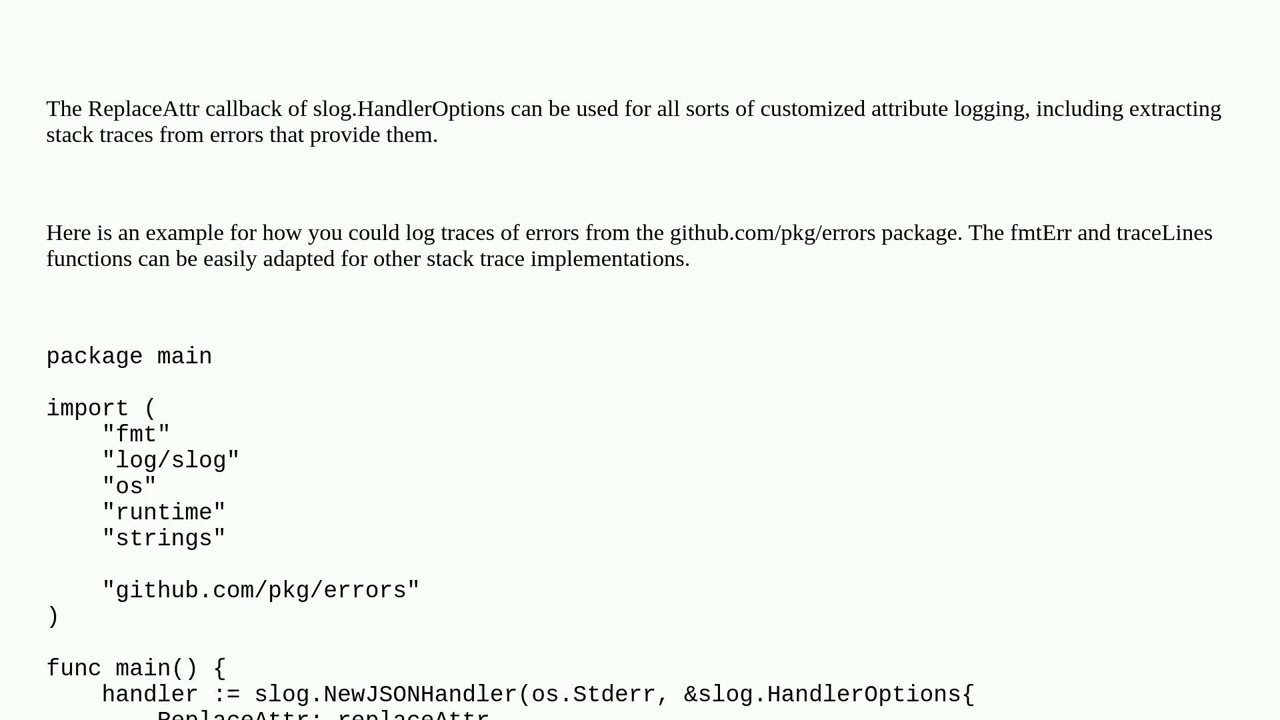 The ReplaceAttr callback of slog.HandlerOptions can be used for all sorts of customized attribute logging, including extracting
stack traces from errors that provide them.
Here is an example for how you could log traces of errors from the github.com/pkg/errors package. The fmtErr and traceLines
functions can be easily adapted for other stack trace implementations.
package main
import (
    "fmt"
    "log/slog"
    "os"
    "runtime"
    "strings"
    "github.com/pkg/errors"
)
func main() {
    handler := slog.NewJSONHandler(os.Stderr, &slog.HandlerOptions{
        ReplaceAttr: replaceAttr